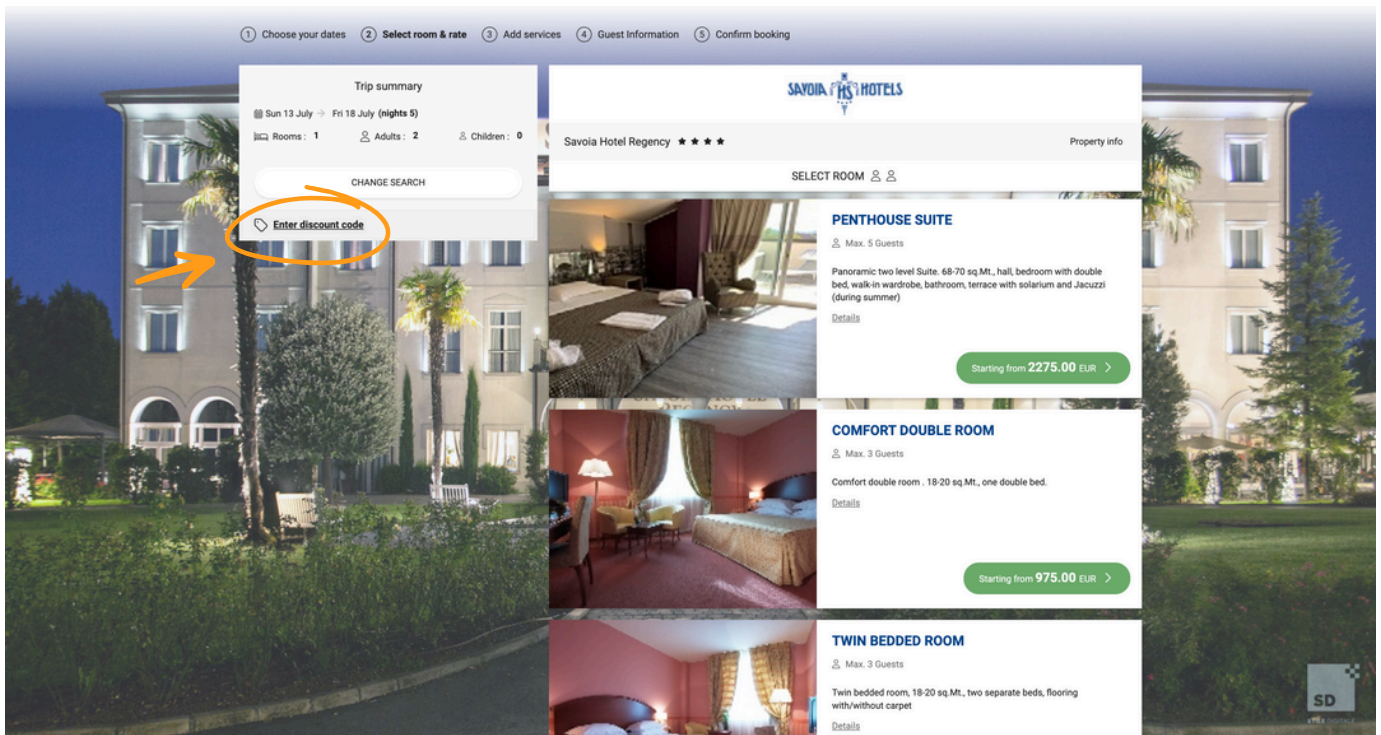 1 Choose your dates 2 Select room & rate 3 Add services 4 Guest Information 5 Confirm booking
Trip summary
Sun 13 July → Fri 18 July (nights 5)
Rooms : 1 Adults : 2 Children : 0
CHANGE SEARCH
Enter discount code
SAVOIA HS HOTELS
Savoia Hotel Regency ★ ★ ★ ★ Property info
SELECT ROOM
PENTHOUSE SUITE
Max. 5 Guests
Panoramic two level Suite. 68-70 sq.Mt., hall, bedroom with double
bed, walk-in wardrobe, bathroom, terrace with solarium and Jacuzzi
(during summer)
Details
Starting from 2275.00 EUR >
COMFORT DOUBLE ROOM
Max. 3 Guests
Comfort double room . 18-20 sq.Mt., one double bed.
Details
Starting from 975.00 EUR >
TWIN BEDDED ROOM
Max. 3 Guests
Twin bedded room, 18-20 sq.Mt., two separate beds, flooring
with/without carpet
Details
SD